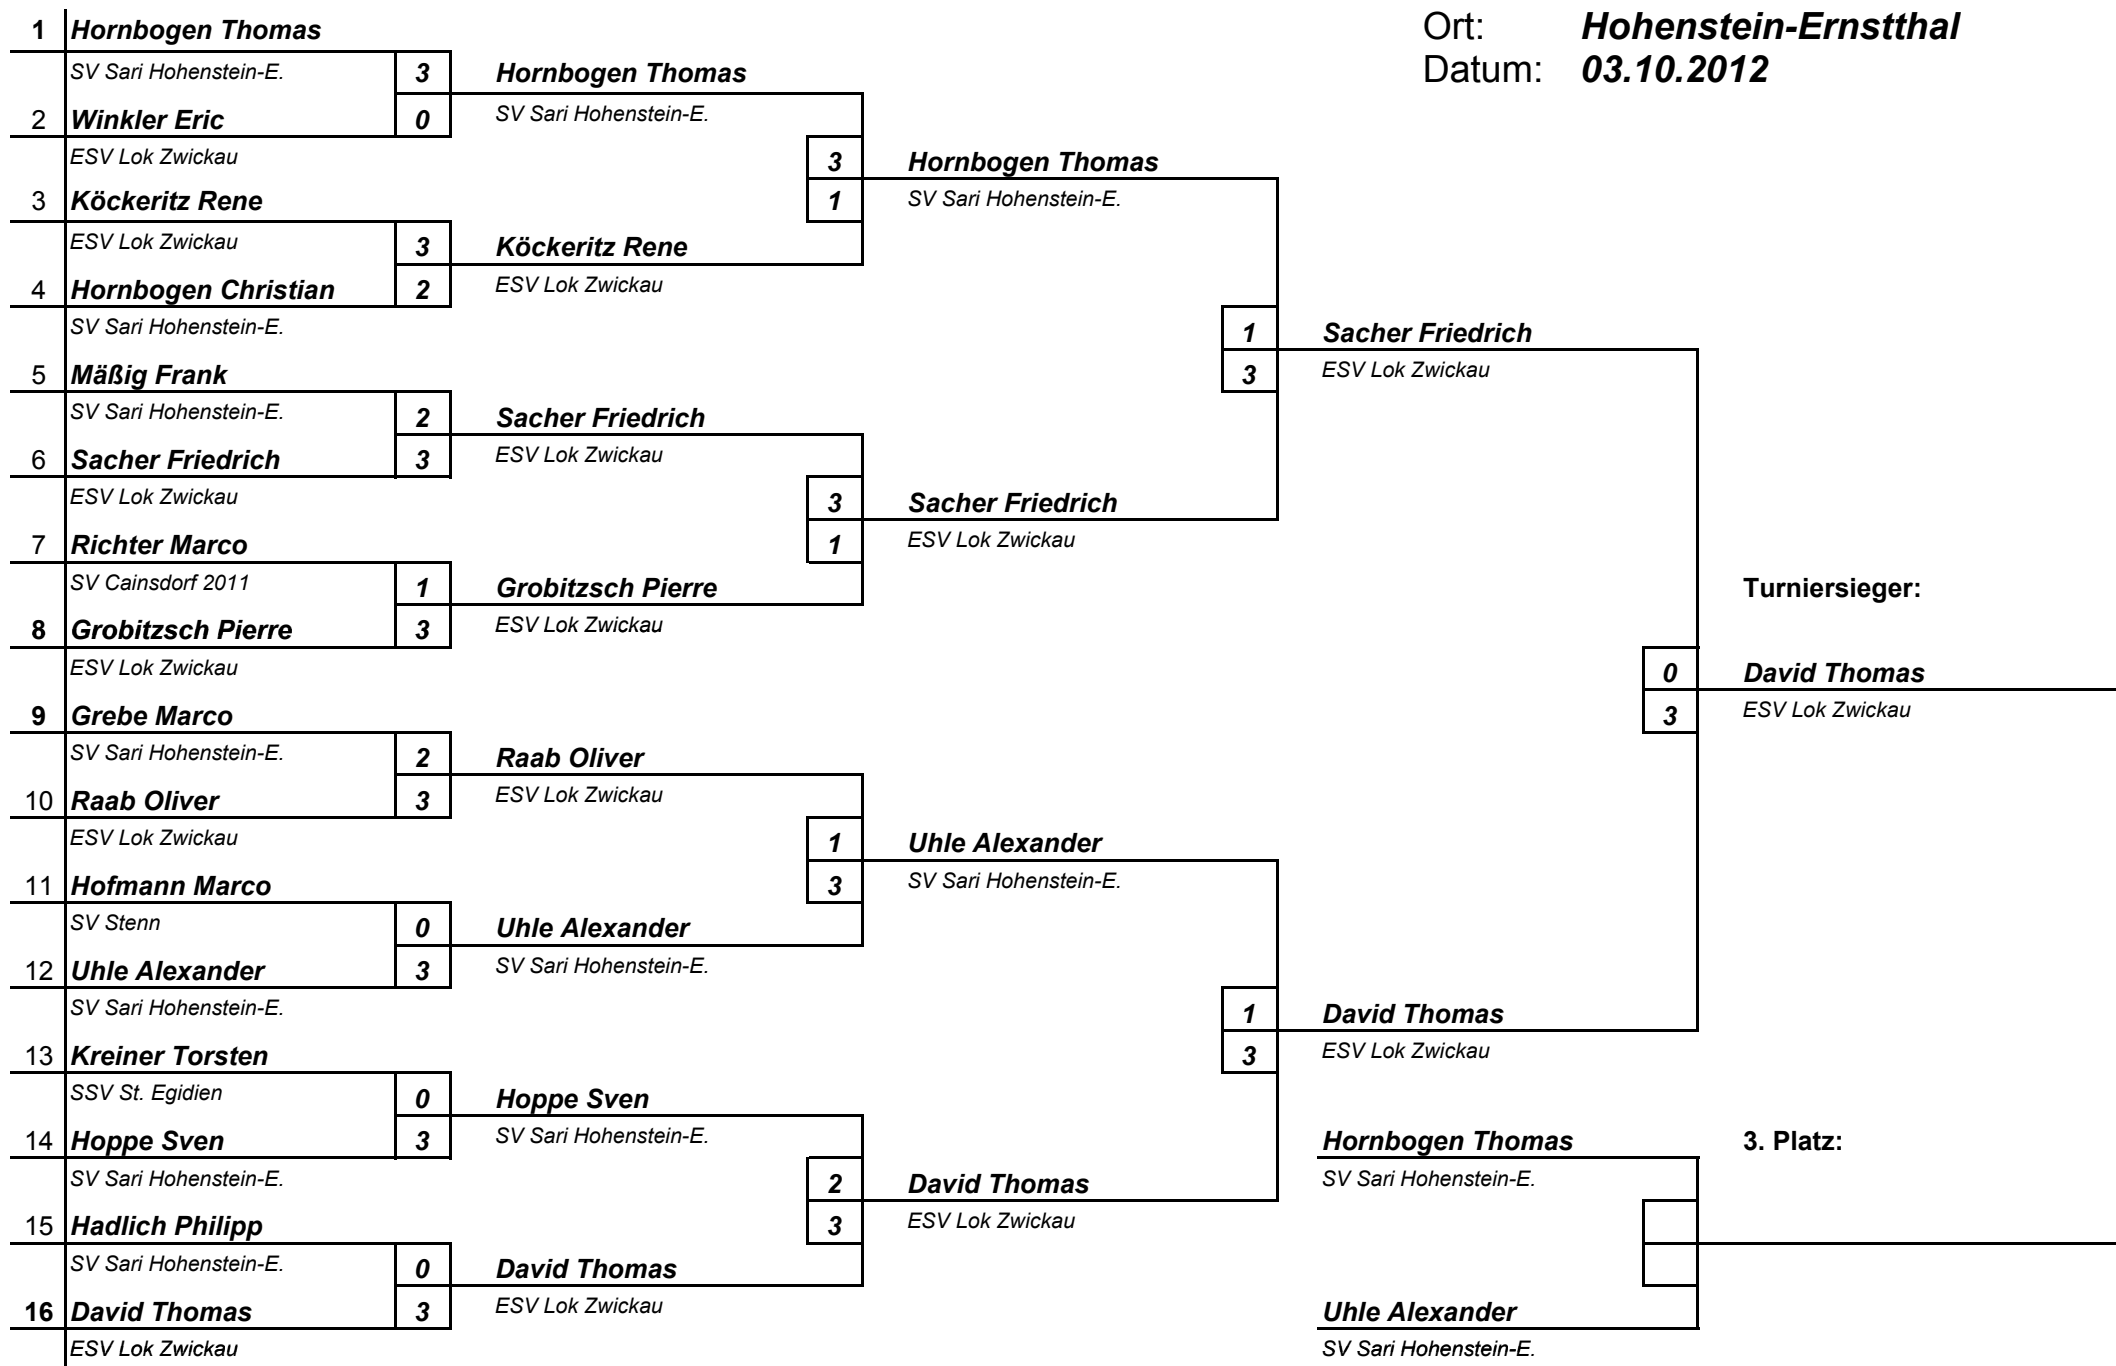 Ort: Hohenstein-Ernstthal
Datum: 03.10.2012
1 Hornbogen Thomas
SV Sari Hohenstein-E. 3
2 Winkler Eric 0
ESV Lok Zwickau
3 Köckeritz Rene
ESV Lok Zwickau 3
4 Hornbogen Christian 2
SV Sari Hohenstein-E.
5 Mäßig Frank
SV Sari Hohenstein-E. 2
6 Sacher Friedrich 3
ESV Lok Zwickau
7 Richter Marco
SV Cainsdorf 2011 1
8 Grobitzsch Pierre 3
ESV Lok Zwickau
9 Grebe Marco
SV Sari Hohenstein-E. 2
10 Raab Oliver 3
ESV Lok Zwickau
11 Hofmann Marco
SV Stenn 0
12 Uhle Alexander 3
SV Sari Hohenstein-E.
13 Kreiner Torsten
SSV St. Egidien 0
14 Hoppe Sven 3
SV Sari Hohenstein-E.
15 Hadlich Philipp
SV Sari Hohenstein-E. 0
16 David Thomas 3
ESV Lok Zwickau
Hornbogen Thomas
SV Sari Hohenstein-E.
3
1
Köckeritz Rene
ESV Lok Zwickau
Sacher Friedrich
ESV Lok Zwickau
3
1
Grobitzsch Pierre
ESV Lok Zwickau
Raab Oliver
ESV Lok Zwickau
1
3
Uhle Alexander
SV Sari Hohenstein-E.
Hoppe Sven
SV Sari Hohenstein-E.
2
3
David Thomas
ESV Lok Zwickau
Hornbogen Thomas
SV Sari Hohenstein-E.
1
3
Sacher Friedrich
ESV Lok Zwickau
Uhle Alexander
SV Sari Hohenstein-E.
1
3
David Thomas
ESV Lok Zwickau
Sacher Friedrich
ESV Lok Zwickau
0
3
David Thomas
ESV Lok Zwickau
Turniersieger:
David Thomas
ESV Lok Zwickau
Hornbogen Thomas
SV Sari Hohenstein-E.
3. Platz:
Uhle Alexander
SV Sari Hohenstein-E.